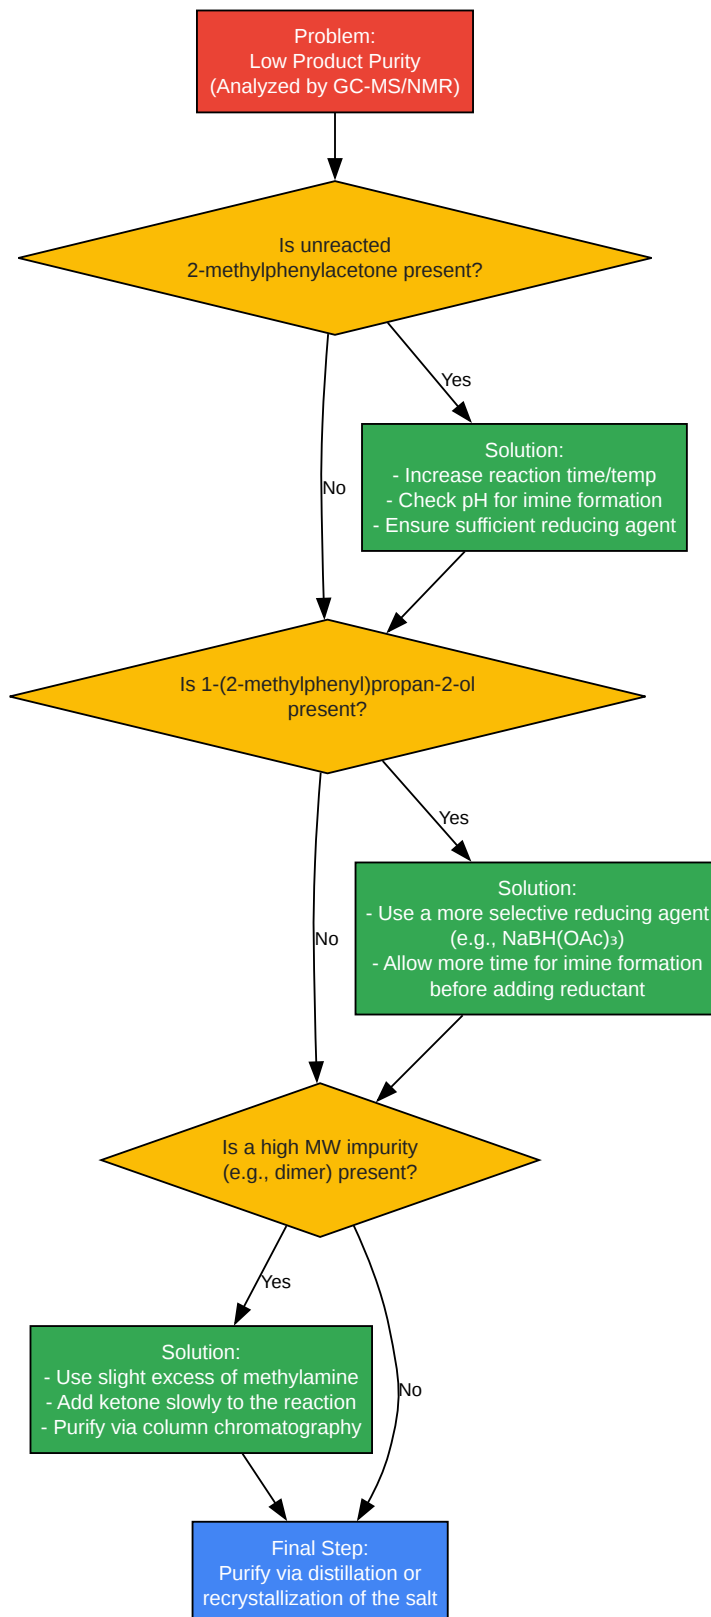 Problem:
Low Product Purity
(Analyzed by GC-MS/NMR)
Is unreacted
2-methylphenylacetone present?
Yes
Solution:
- Increase reaction time/temp
- Check pH for imine formation
- Ensure sufficient reducing agent
No
Is 1-(2-methylphenyl)propan-2-ol
present?
Yes
Solution:
- Use a more selective reducing agent
(e.g., NaBH(OAc)₃)
- Allow more time for imine formation
before adding reductant
No
Is a high MW impurity
(e.g., dimer) present?
Yes
Solution:
- Use slight excess of methylamine
- Add ketone slowly to the reaction
- Purify via column chromatography
No
Final Step:
Purify via distillation or
recrystallization of the salt